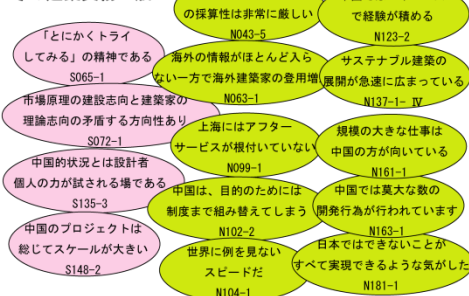 「とにかくトライ
してみる」の精神である
S065-1
市場原理の建設志向と建築家の
理論志向の矛盾する方向性あり
S072-1
中国的状況とは設計者
個人の力が試される場である
S135-3
中国のプロジェクトは
総じてスケールが大きい
S148-2
の採算性は非常に厳しい
N043-5
海外の情報がほとんど入ら
ない一方で海外建築家の登用増
N063-1
上海にはアフター
サービスが根付いていない
N099-1
中国は、目的のためには
制度まで組み替えてしまう
N102-2
世界に例を見ない
スピードだ
N104-1
で経験が積める
N123-2
サステナブル建築の
展開が急速に広まっている
N137-1-Ⅳ
規模の大きな仕事は
中国の方が向いている
N161-1
中国では莫大な数の
開発行為が行われています
N163-1
日本ではできないことが
すべて実現できるような気がした
N181-1